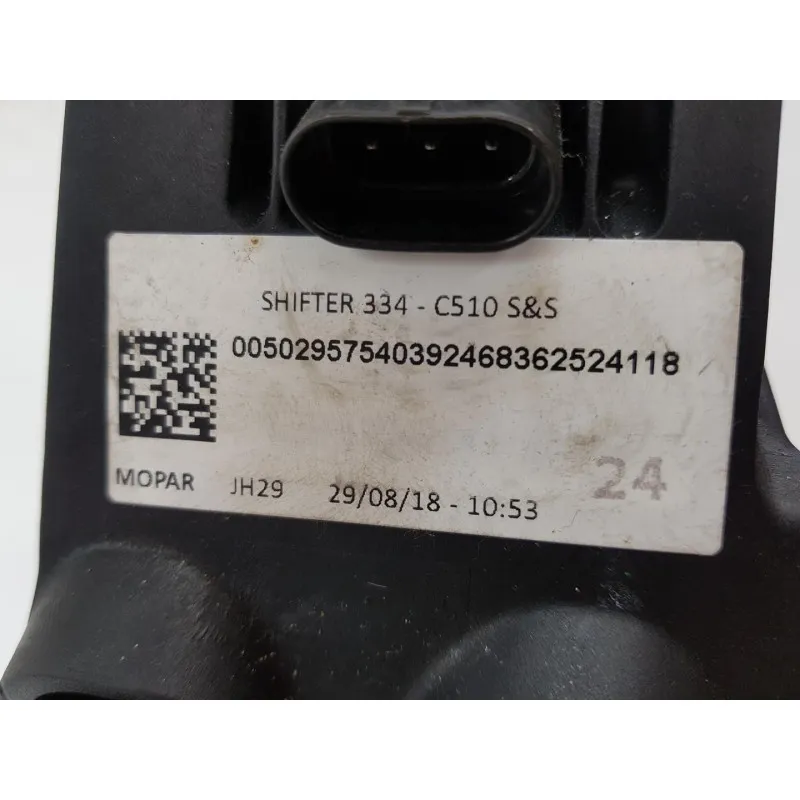 SHIFTER 334 - C510 S&S
00502957540392468362524118
MOPAR JH29 29/08/18 - 10:53
24